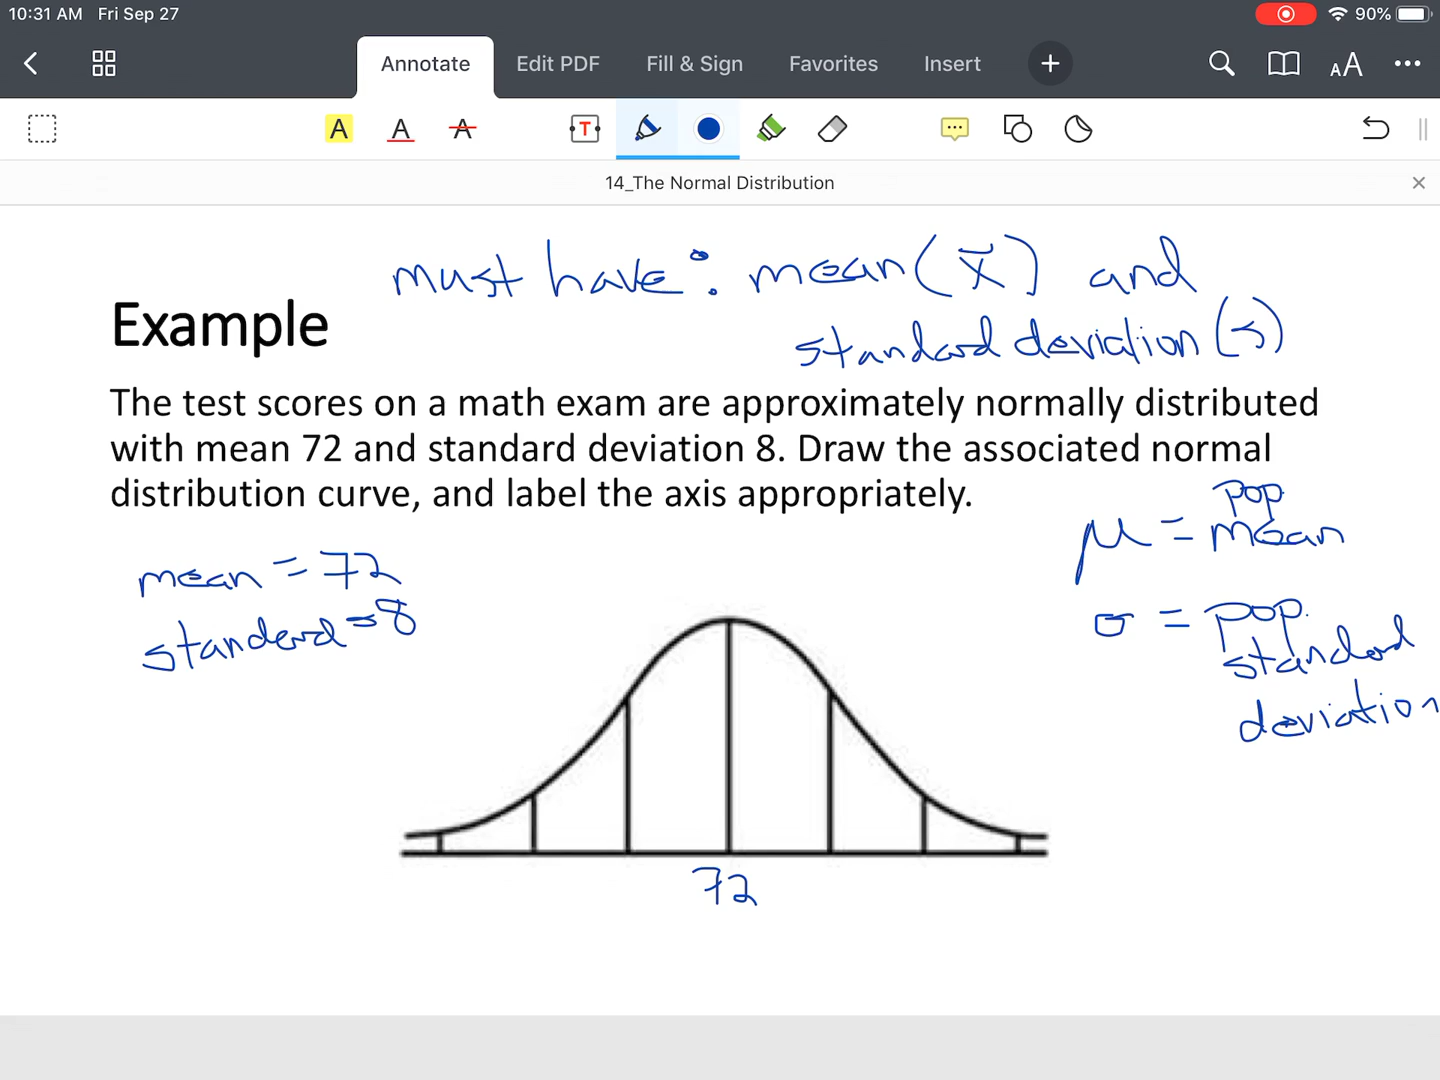 10:31 AM Fri Sep 27
90%
Annotate Edit PDF Fill & Sign Favorites Insert +
A A A T
14_The Normal Distribution
must have: mean (x̄) and
standard deviation (s)
Example
The test scores on a math exam are approximately normally distributed
with mean 72 and standard deviation 8. Draw the associated normal
distribution curve, and label the axis appropriately.
mean = 72
standard = 8
μ = pop. mean
σ = pop.
standard
deviation
72